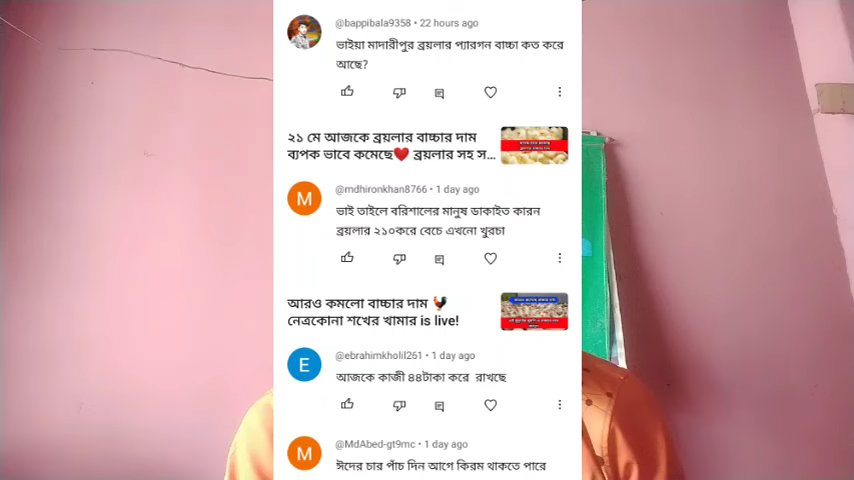 @bappibala9358 • 22 hours ago
ভাইয়া মাদারীপুর ব্রয়লার প্যারগন বাচ্চা কত করে
আছে?
২১ মে আজকে ব্রয়লার বাচ্চার দাম
ব্যপক ভাবে কমেছে❤️ ব্রয়লার সহ স...
M
@mdhironkhan8766 • 1 day ago
ভাই তাইলে বরিশালের মানুষ ডাকাইত কারন
ব্রয়লার ২১০করে বেচে এখনো খুরচা
আরও কমলো বাচ্চার দাম 🐓
নেত্রকোনা শখের খামার is live!
E
@ebrahimkholil261 • 1 day ago
আজকে কাজী ৪৪টাকা করে রাখছে
M
@MdAbed-gt9mc • 1 day ago
ঈদের চার পাঁচ দিন আগে কিরম থাকতে পারে